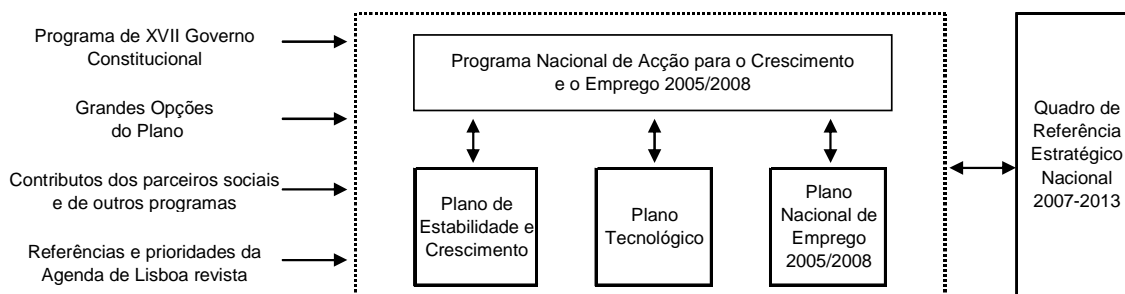 Programa de XVII Governo
Constitucional
Grandes Opções
do Plano
Contributos dos parceiros sociais
e de outros programas
Referências e prioridades da
Agenda de Lisboa revista
Programa Nacional de Acção para o Crescimento
e o Emprego 2005/2008
Plano de
Estabilidade e
Crescimento
Plano
Tecnológico
Plano
Nacional de
Emprego
2005/2008
Quadro de
Referência
Estratégico
Nacional
2007-2013